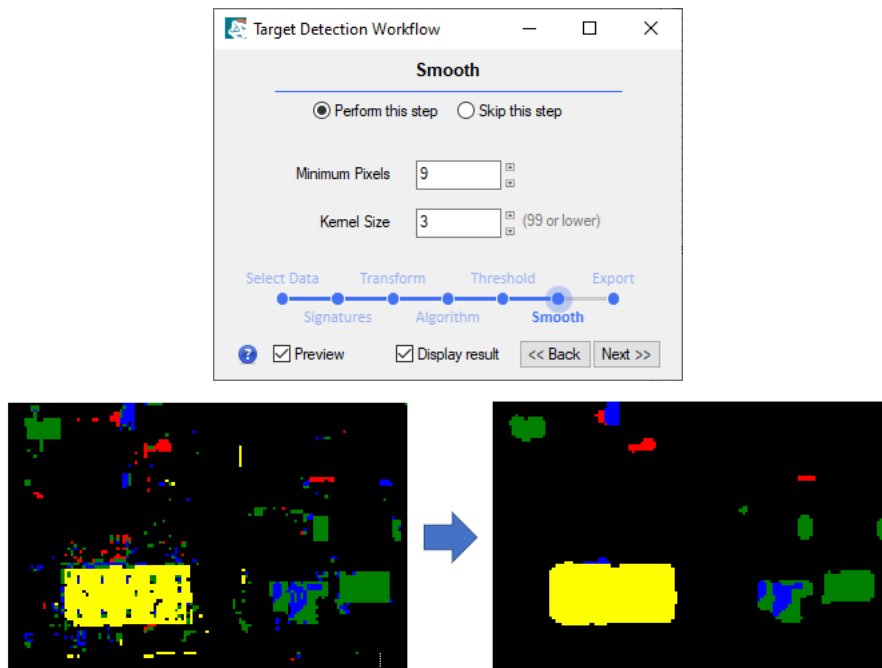 Target Detection Workflow
Smooth
Perform this step Skip this step
Minimum Pixels 9
Kernel Size 3 (99 or lower)
Select Data Transform Threshold Export
Signatures Algorithm Smooth
? Preview Display result << Back Next >>